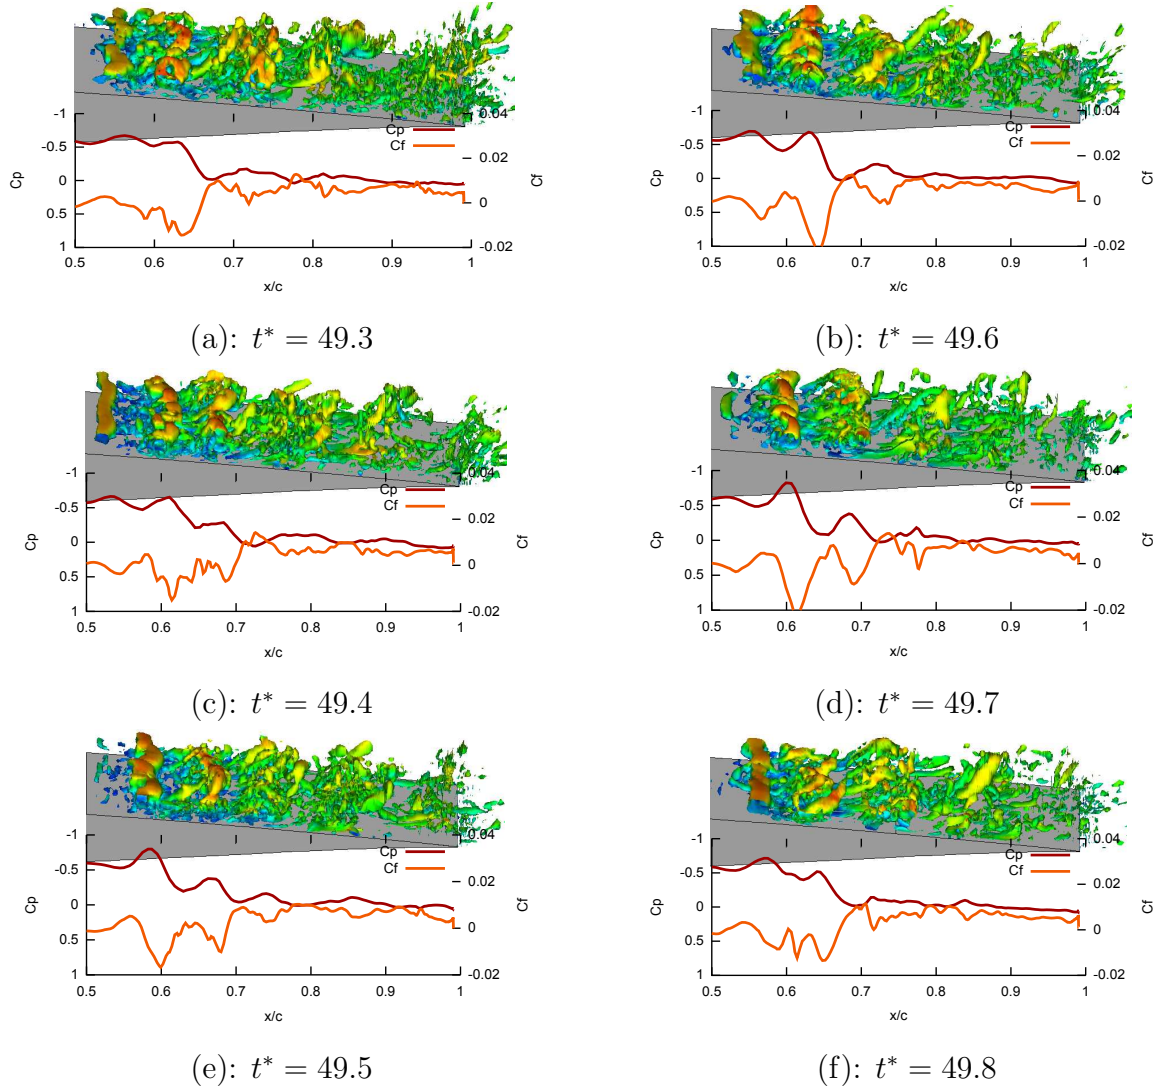 -1
-0.5
0
0.5
1
Cp
0.04
0.02
0
-0.02
Cf
Cp
Cf
0.5 0.6 0.7 0.8 0.9 1
x/c
(a): t* = 49.3
-1
-0.5
0
0.5
1
Cp
0.04
0.02
0
-0.02
Cf
Cp
Cf
0.5 0.6 0.7 0.8 0.9 1
x/c
(b): t* = 49.6
-1
-0.5
0
0.5
1
Cp
0.04
0.02
0
-0.02
Cf
Cp
Cf
0.5 0.6 0.7 0.8 0.9 1
x/c
(c): t* = 49.4
-1
-0.5
0
0.5
1
Cp
0.04
0.02
0
-0.02
Cf
Cp
Cf
0.5 0.6 0.7 0.8 0.9 1
x/c
(d): t* = 49.7
-1
-0.5
0
0.5
1
Cp
0.04
0.02
0
-0.02
Cf
Cp
Cf
0.5 0.6 0.7 0.8 0.9 1
x/c
(e): t* = 49.5
-1
-0.5
0
0.5
1
Cp
0.04
0.02
0
-0.02
Cf
Cp
Cf
0.5 0.6 0.7 0.8 0.9 1
x/c
(f): t* = 49.8